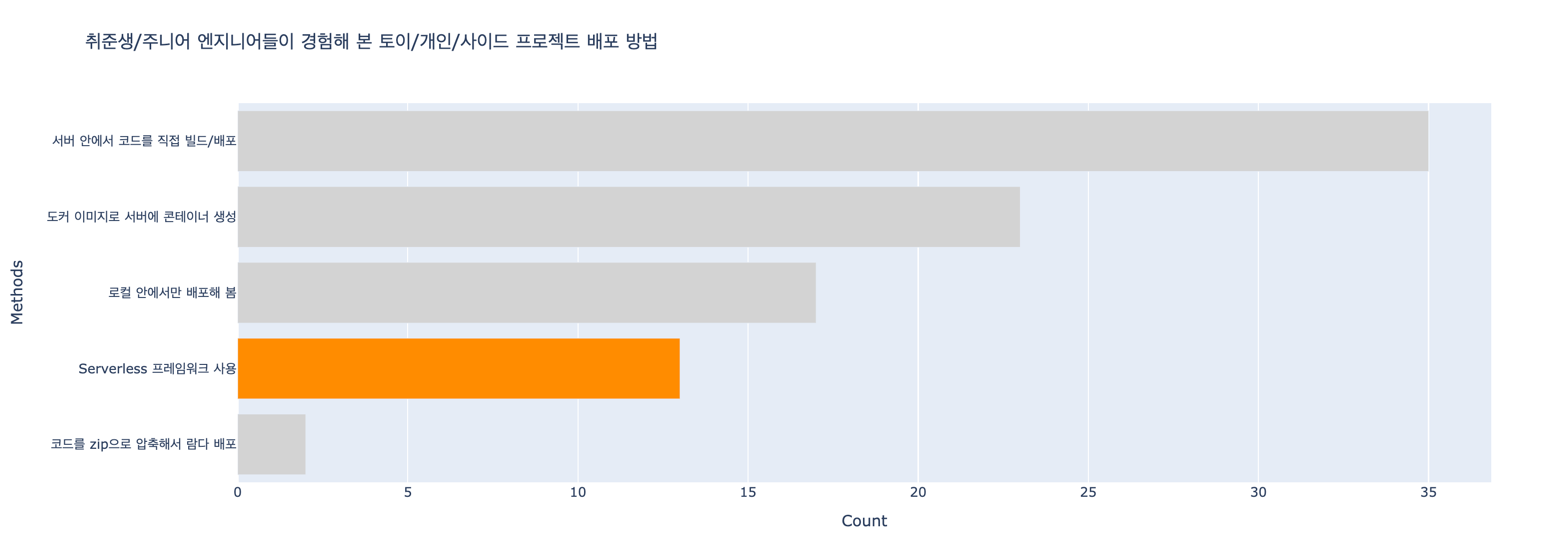 취준생/주니어 엔지니어들이 경험해 본 토이/개인/사이드 프로젝트 배포 방법
Methods
서버 안에서 코드를 직접 빌드/배포
도커 이미지로 서버에 콘테이너 생성
로컬 안에서만 배포해 봄
Serverless 프레임워크 사용
코드를 zip으로 압축해서 람다 배포
0 5 10 15 20 25 30 35
Count